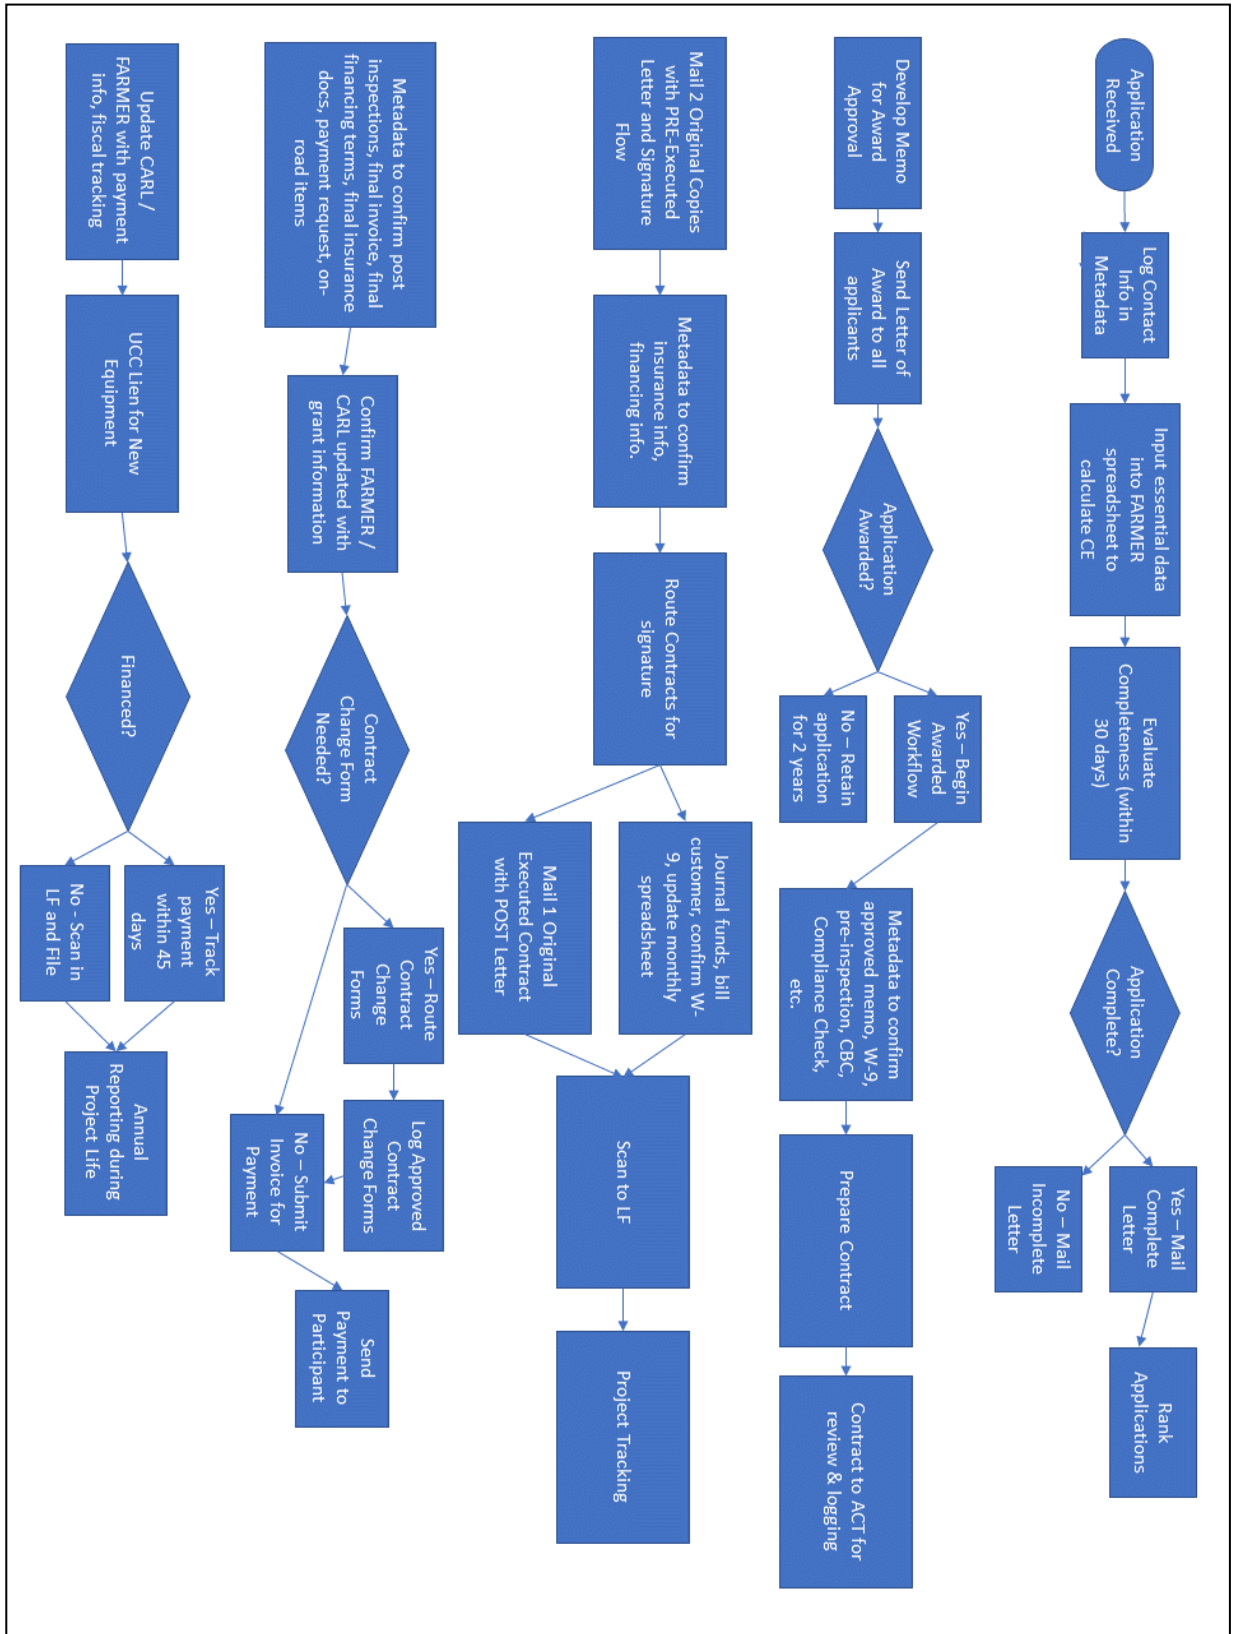 Application
Received
Log Contact
Info in
Metadata
Input essential data
into FARMER
spreadsheet to
calculate CE
Evaluate
Completeness (within
30 days)
Application
Complete?
Yes – Mail
Complete
Letter
No – Mail
Incomplete
Letter
Rank
Applications
Develop Memo
for Award
Approval
Send Letter of
Award to all
applicants
Application
Awarded?
Yes – Begin
Awarded
Workflow
No – Retain
application
for 2 years
Metadata to confirm
approved memo, W-9,
pre-inspection, CBC,
Compliance Check,
etc.
Prepare Contract
Contract to ACT for
review & logging
Mail 2 Original Copies
with PRE-Executed
Letter and Signature
Flow
Metadata to confirm
insurance info,
financing info.
Route Contracts for
signature
Journal funds, bill
customer, confirm W-
9, update monthly
spreadsheet
Mail 1 Original
Executed Contract
with POST Letter
Scan to LF
Project Tracking
Metadata to confirm post
inspections, final invoice, final
financing terms, final insurance
docs, payment request, on-
road items
Confirm FARMER /
CARL updated with
grant information
Contract
Change Form
Needed?
Yes – Route
Contract
Change
Forms
Log Approved
Contract
Change Forms
No – Submit
Invoice for
Payment
Send
Payment to
Participant
Update CARL /
FARMER with payment
info, fiscal tracking
UCC Lien for New
Equipment
Financed?
Yes – Track
payment
within 45
days
No - Scan in
LF and File
Annual
Reporting during
Project Life